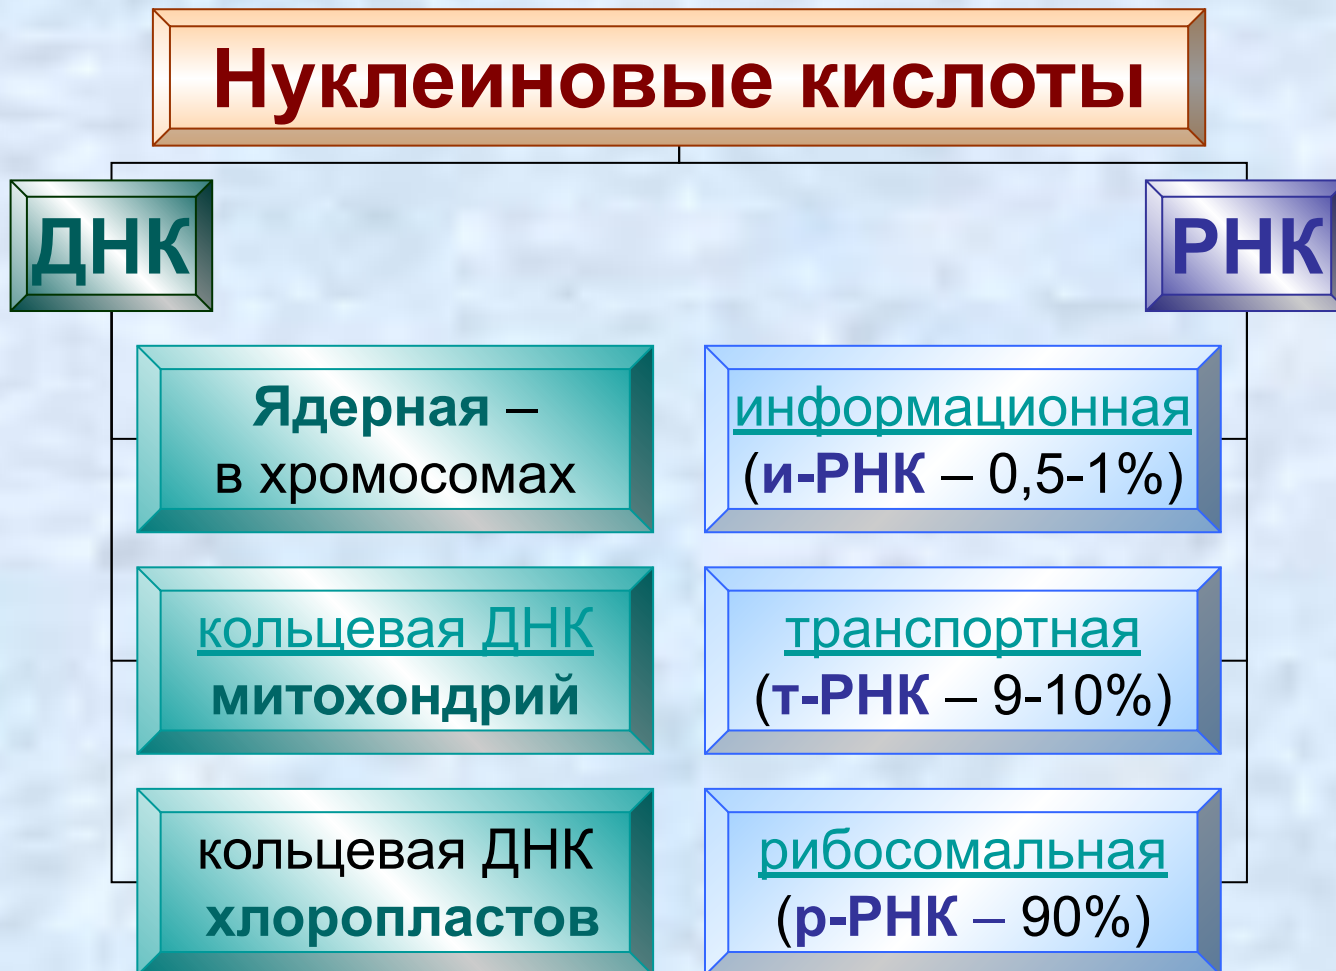 Нуклеиновые кислоты
ДНК
РНК
Ядерная –
в хромосомах
кольцевая ДНК
митохондрий
кольцевая ДНК
хлоропластов
информационная
(и-РНК – 0,5-1%)
транспортная
(т-РНК – 9-10%)
рибосомальная
(р-РНК – 90%)